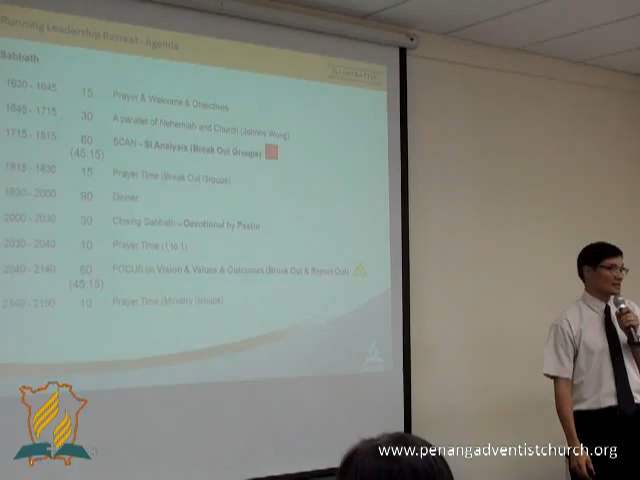 Running Leadership Retreat - Agenda
Sabbath
1630 - 1645 15 Prayer & Welcome & Objectives
1645 - 1715 30 A parallel of Nehemiah and Church (Johnny Wong)
1715 - 1815 60 SCAN - SI Analysis (Break Out Groups)
(45:15)
1815 - 1830 15 Prayer Time (Break Out Groups)
1830 - 2000 90 Dinner
2000 - 2030 30 Closing Sabbath – Devotional by Pastor
2030 - 2040 10 Prayer Time (1 to 1)
2040 - 2140 60 FOCUS on Vision & Values & Outcomes (Break Out & Report Out)
(45:15)
2140 - 2150 10 Prayer Time (Ministry Groups)
www.penangadventistchurch.org